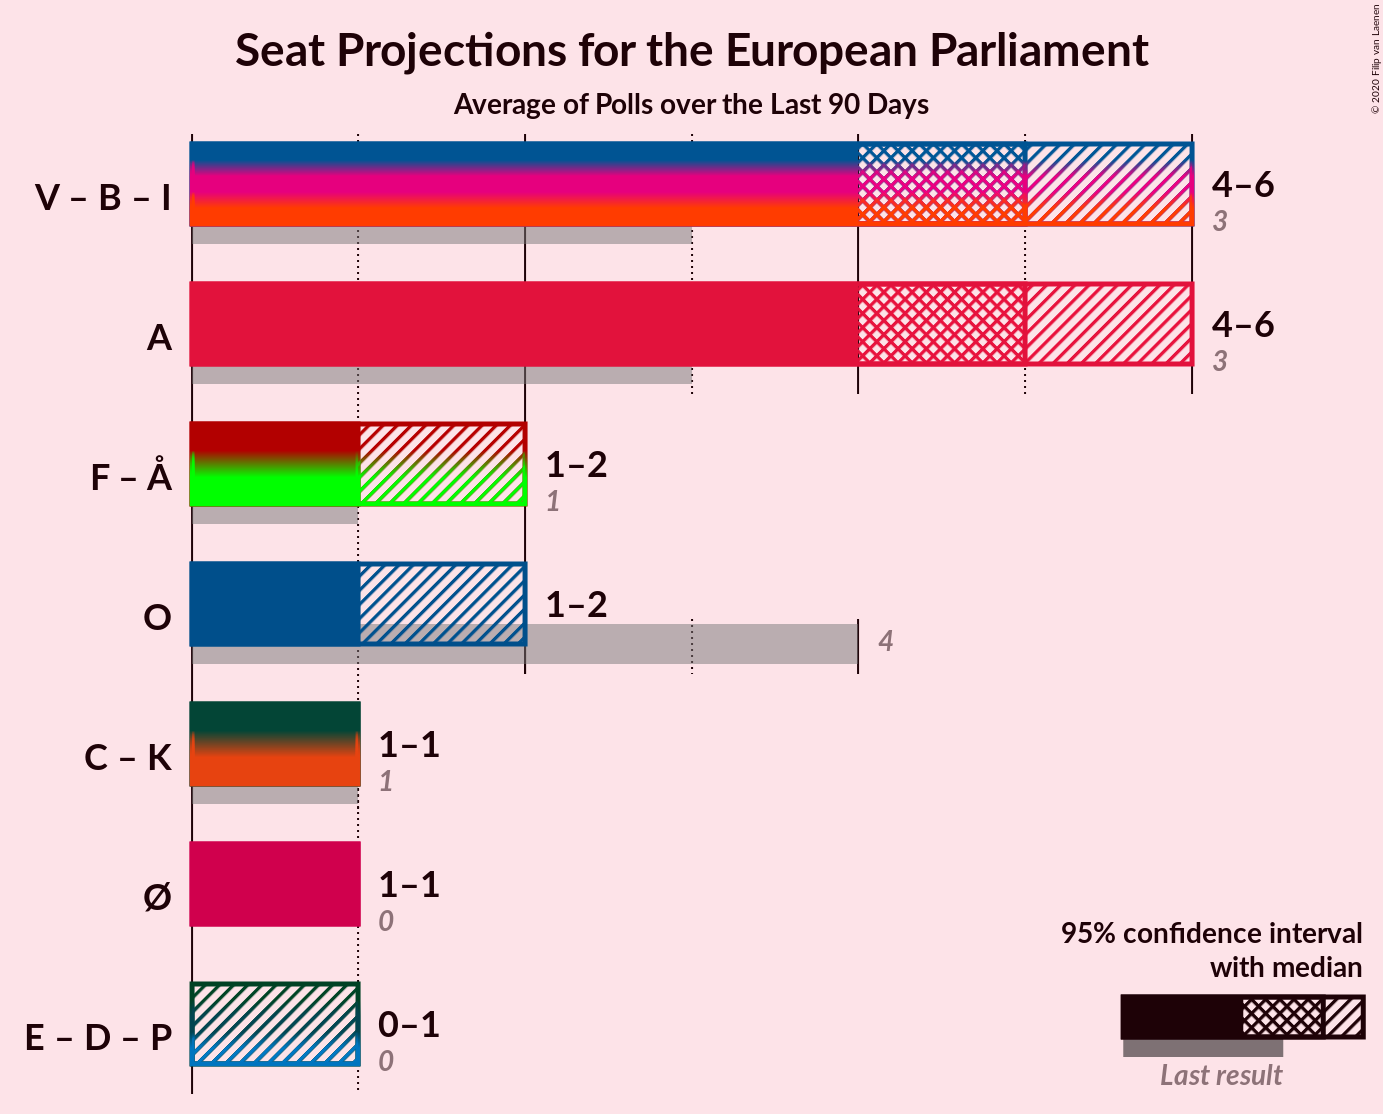 Seat Projections for the European Parliament
Average of Polls over the Last 90 Days
© 2020 Filip van Laenen
V – B – I
4–6
3
A
4–6
3
F – Å
1–2
1
O
1–2
4
C – K
1–1
1
Ø
1–1
0
E – D – P
0–1
0
95% confidence interval
with median
Last result